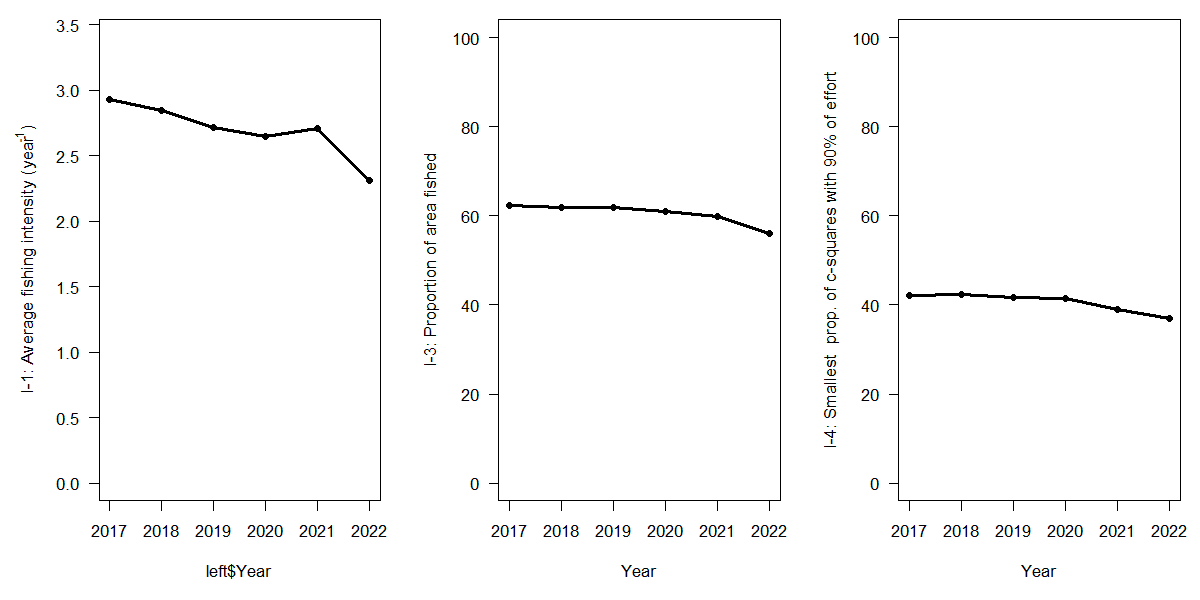 I-1: Average fishing intensity (year-1)
3.5
3.0
2.5
2.0
1.5
1.0
0.5
0.0
2017 2018 2019 2020 2021 2022
left$Year
I-3: Proportion of area fished
100
80
60
40
20
0
2017 2018 2019 2020 2021 2022
Year
I-4: Smallest prop. of c-squares with 90% of effort
100
80
60
40
20
0
2017 2018 2019 2020 2021 2022
Year